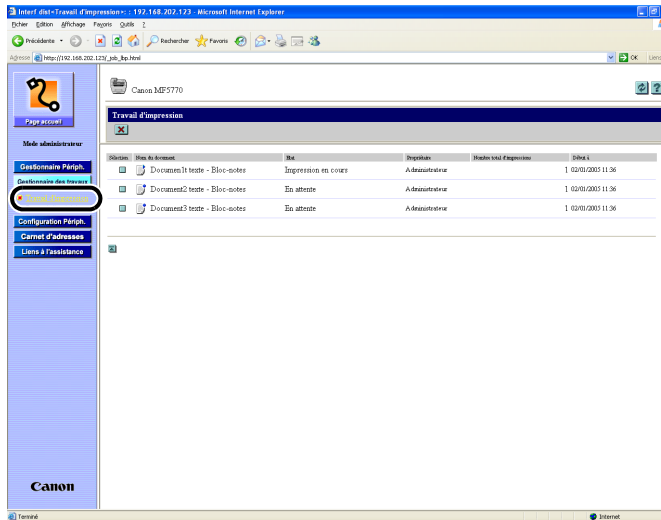 Interf dist<Travail d'impression>: : 192.168.202.123 - Microsoft Internet Explorer
Fichier Edition Affichage Favoris Outils ?
Précédente Rechercher Favoris
Adresse http://192.168.202.123/_job_lbp.html OK Liens
Canon MF5770
Page accueil
Travail d'impression
Mode administrateur
Sélection Nom du document Etat Propriétaire Nombre total d'impressions Début à
Gestionnaire Périph.
Document1 texte - Bloc-notes Impression en cours Administrateur 1 02/01/2005 11:36
Gestionnaire des travaux
Document2 texte - Bloc-notes En attente Administrateur 1 02/01/2005 11:36
Travail d'impression
Document3 texte - Bloc-notes En attente Administrateur 1 02/01/2005 11:36
Configuration Périph.
Carnet d'adresses
Liens à l'assistance
Canon
Terminé Internet